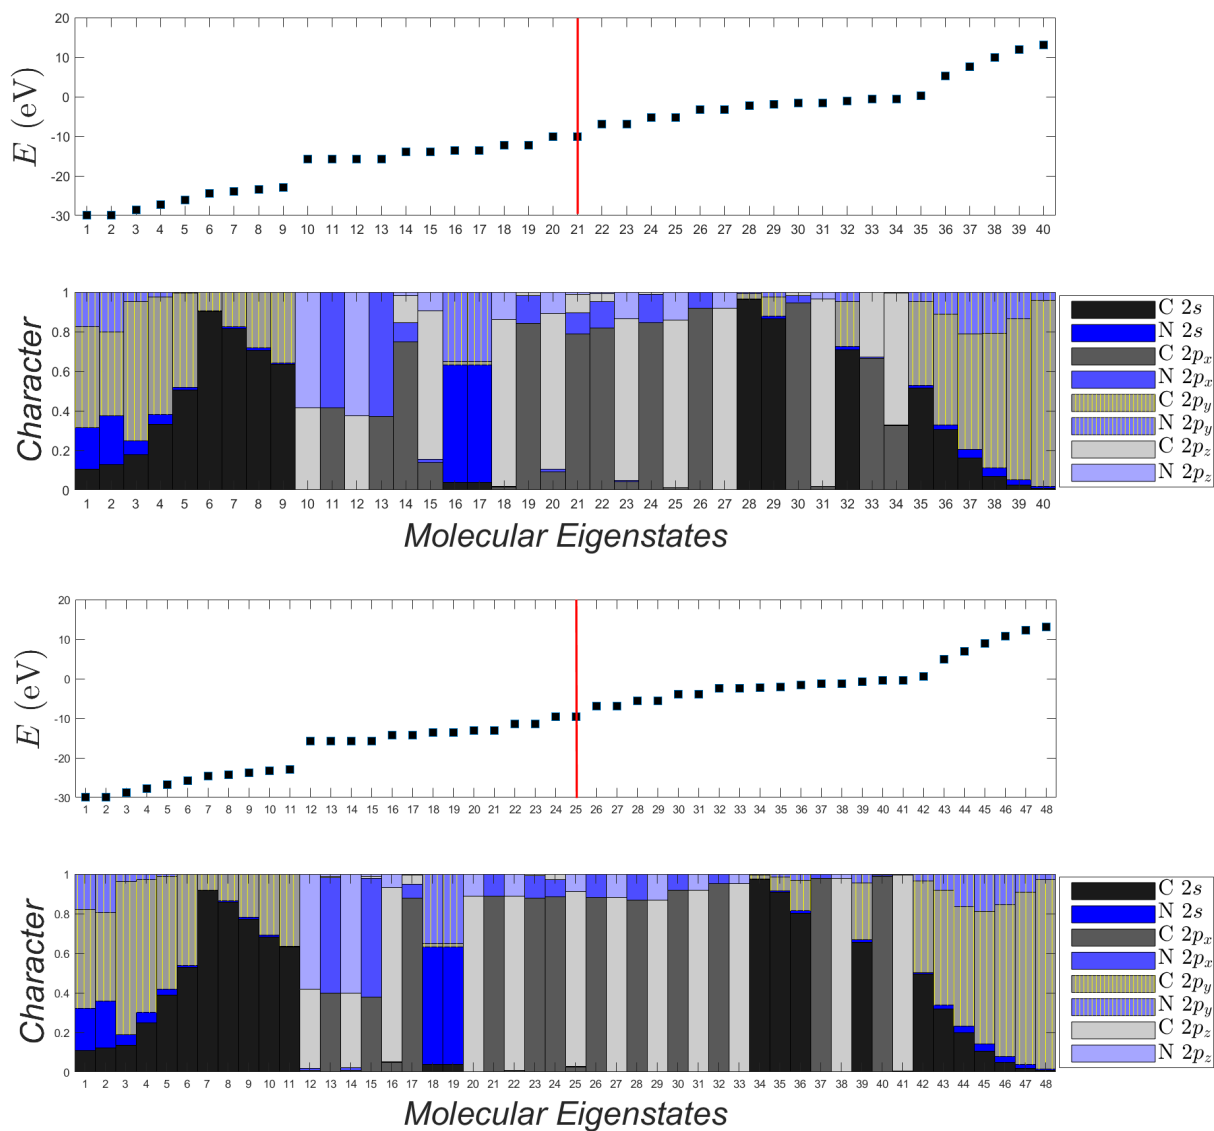 20
10
0
-10
-20
-30
E (eV)
1 2 3 4 5 6 7 8 9 10 11 12 13 14 15 16 17 18 19 20 21 22 23 24 25 26 27 28 29 30 31 32 33 34 35 36 37 38 39 40
1
0.8
0.6
0.4
0.2
0
Character
1 2 3 4 5 6 7 8 9 10 11 12 13 14 15 16 17 18 19 20 21 22 23 24 25 26 27 28 29 30 31 32 33 34 35 36 37 38 39 40
Molecular Eigenstates
C 2s
N 2s
C 2pₓ
N 2pₓ
C 2p_y
N 2p_y
C 2p_z
N 2p_z
20
10
0
-10
-20
-30
E (eV)
1 2 3 4 5 6 7 8 9 10 11 12 13 14 15 16 17 18 19 20 21 22 23 24 25 26 27 28 29 30 31 32 33 34 35 36 37 38 39 40 41 42 43 44 45 46 47 48
1
0.8
0.6
0.4
0.2
0
Character
1 2 3 4 5 6 7 8 9 10 11 12 13 14 15 16 17 18 19 20 21 22 23 24 25 26 27 28 29 30 31 32 33 34 35 36 37 38 39 40 41 42 43 44 45 46 47 48
Molecular Eigenstates
C 2s
N 2s
C 2pₓ
N 2pₓ
C 2p_y
N 2p_y
C 2p_z
N 2p_z